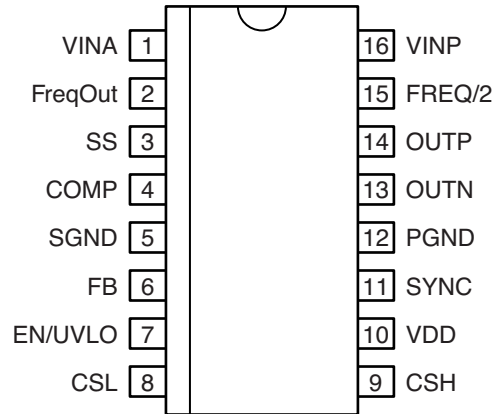 VINA 1 16 VINP
FreqOut 2 15 FREQ/2
SS 3 14 OUTP
COMP 4 13 OUTN
SGND 5 12 PGND
FB 6 11 SYNC
EN/UVLO 7 10 VDD
CSL 8 9 CSH